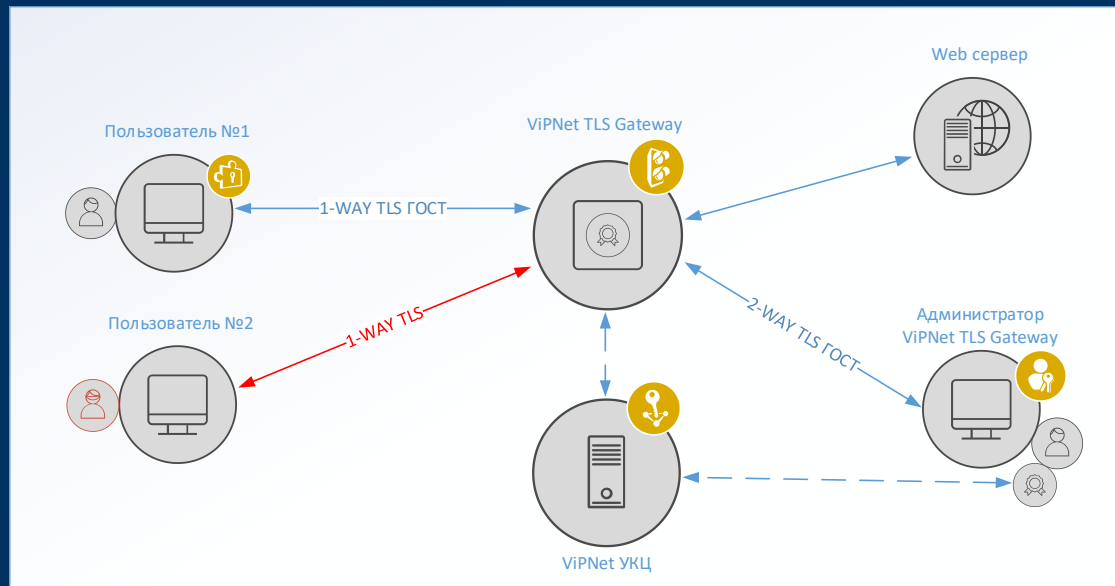 Web сервер
ViPNet TLS Gateway
Пользователь №1
1-WAY TLS ГОСТ
Пользователь №2
1-WAY TLS
2-WAY TLS ГОСТ
Администратор
ViPNet TLS Gateway
ViPNet УКЦ